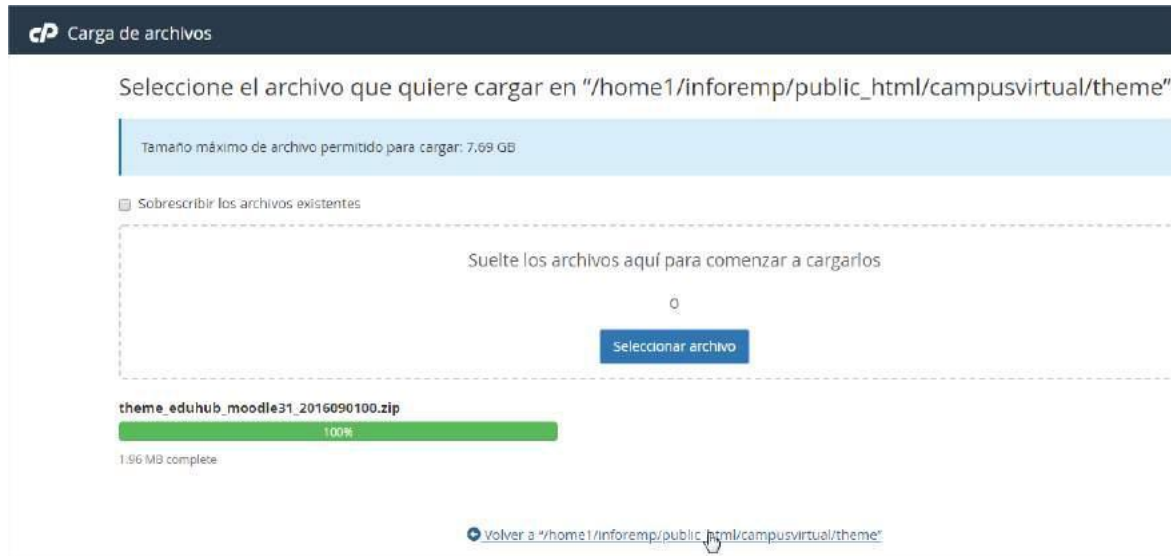 cP Carga de archivos
Seleccione el archivo que quiere cargar en “/home1/inforemp/public_html/campusvirtual/theme”
Tamaño máximo de archivo permitido para cargar: 7.69 GB
Sobrescribir los archivos existentes
Suelte los archivos aquí para comenzar a cargarlos
O
Seleccionar archivo
theme_eduhub_moodle31_2016090100.zip
100%
1.96 MB complete
Volver a “/home1/inforemp/public_html/campusvirtual/theme”